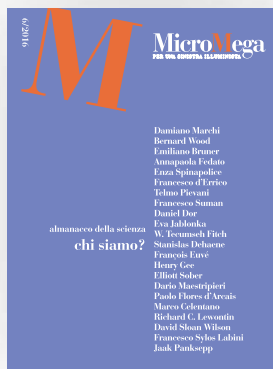 6/2016
M
MicroMega
PER UNA SINISTRA ILLUMINISTA
Damiano Marchi
Bernard Wood
Emiliano Bruner
Annapaola Fedato
Enza Spinapolice
Francesco d'Errico
Telmo Pievani
Francesco Suman
Daniel Dor
Eva Jablonka
W. Tecumseh Fitch
Stanislas Dehaene
François Euvé
Henry Gee
Elliott Sober
Dario Maestripieri
Paolo Flores d'Arcais
Marco Celentano
Richard C. Lewontin
David Sloan Wilson
Francesco Sylos Labini
Jaak Panksepp
almanacco della scienza
chi siamo?